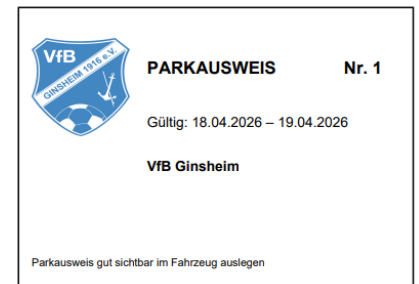 VfB
GINSHEIM 1916 e.V.
PARKAUSWEIS Nr. 1
Gültig: 18.04.2026 – 19.04.2026
VfB Ginsheim
Parkausweis gut sichtbar im Fahrzeug auslegen